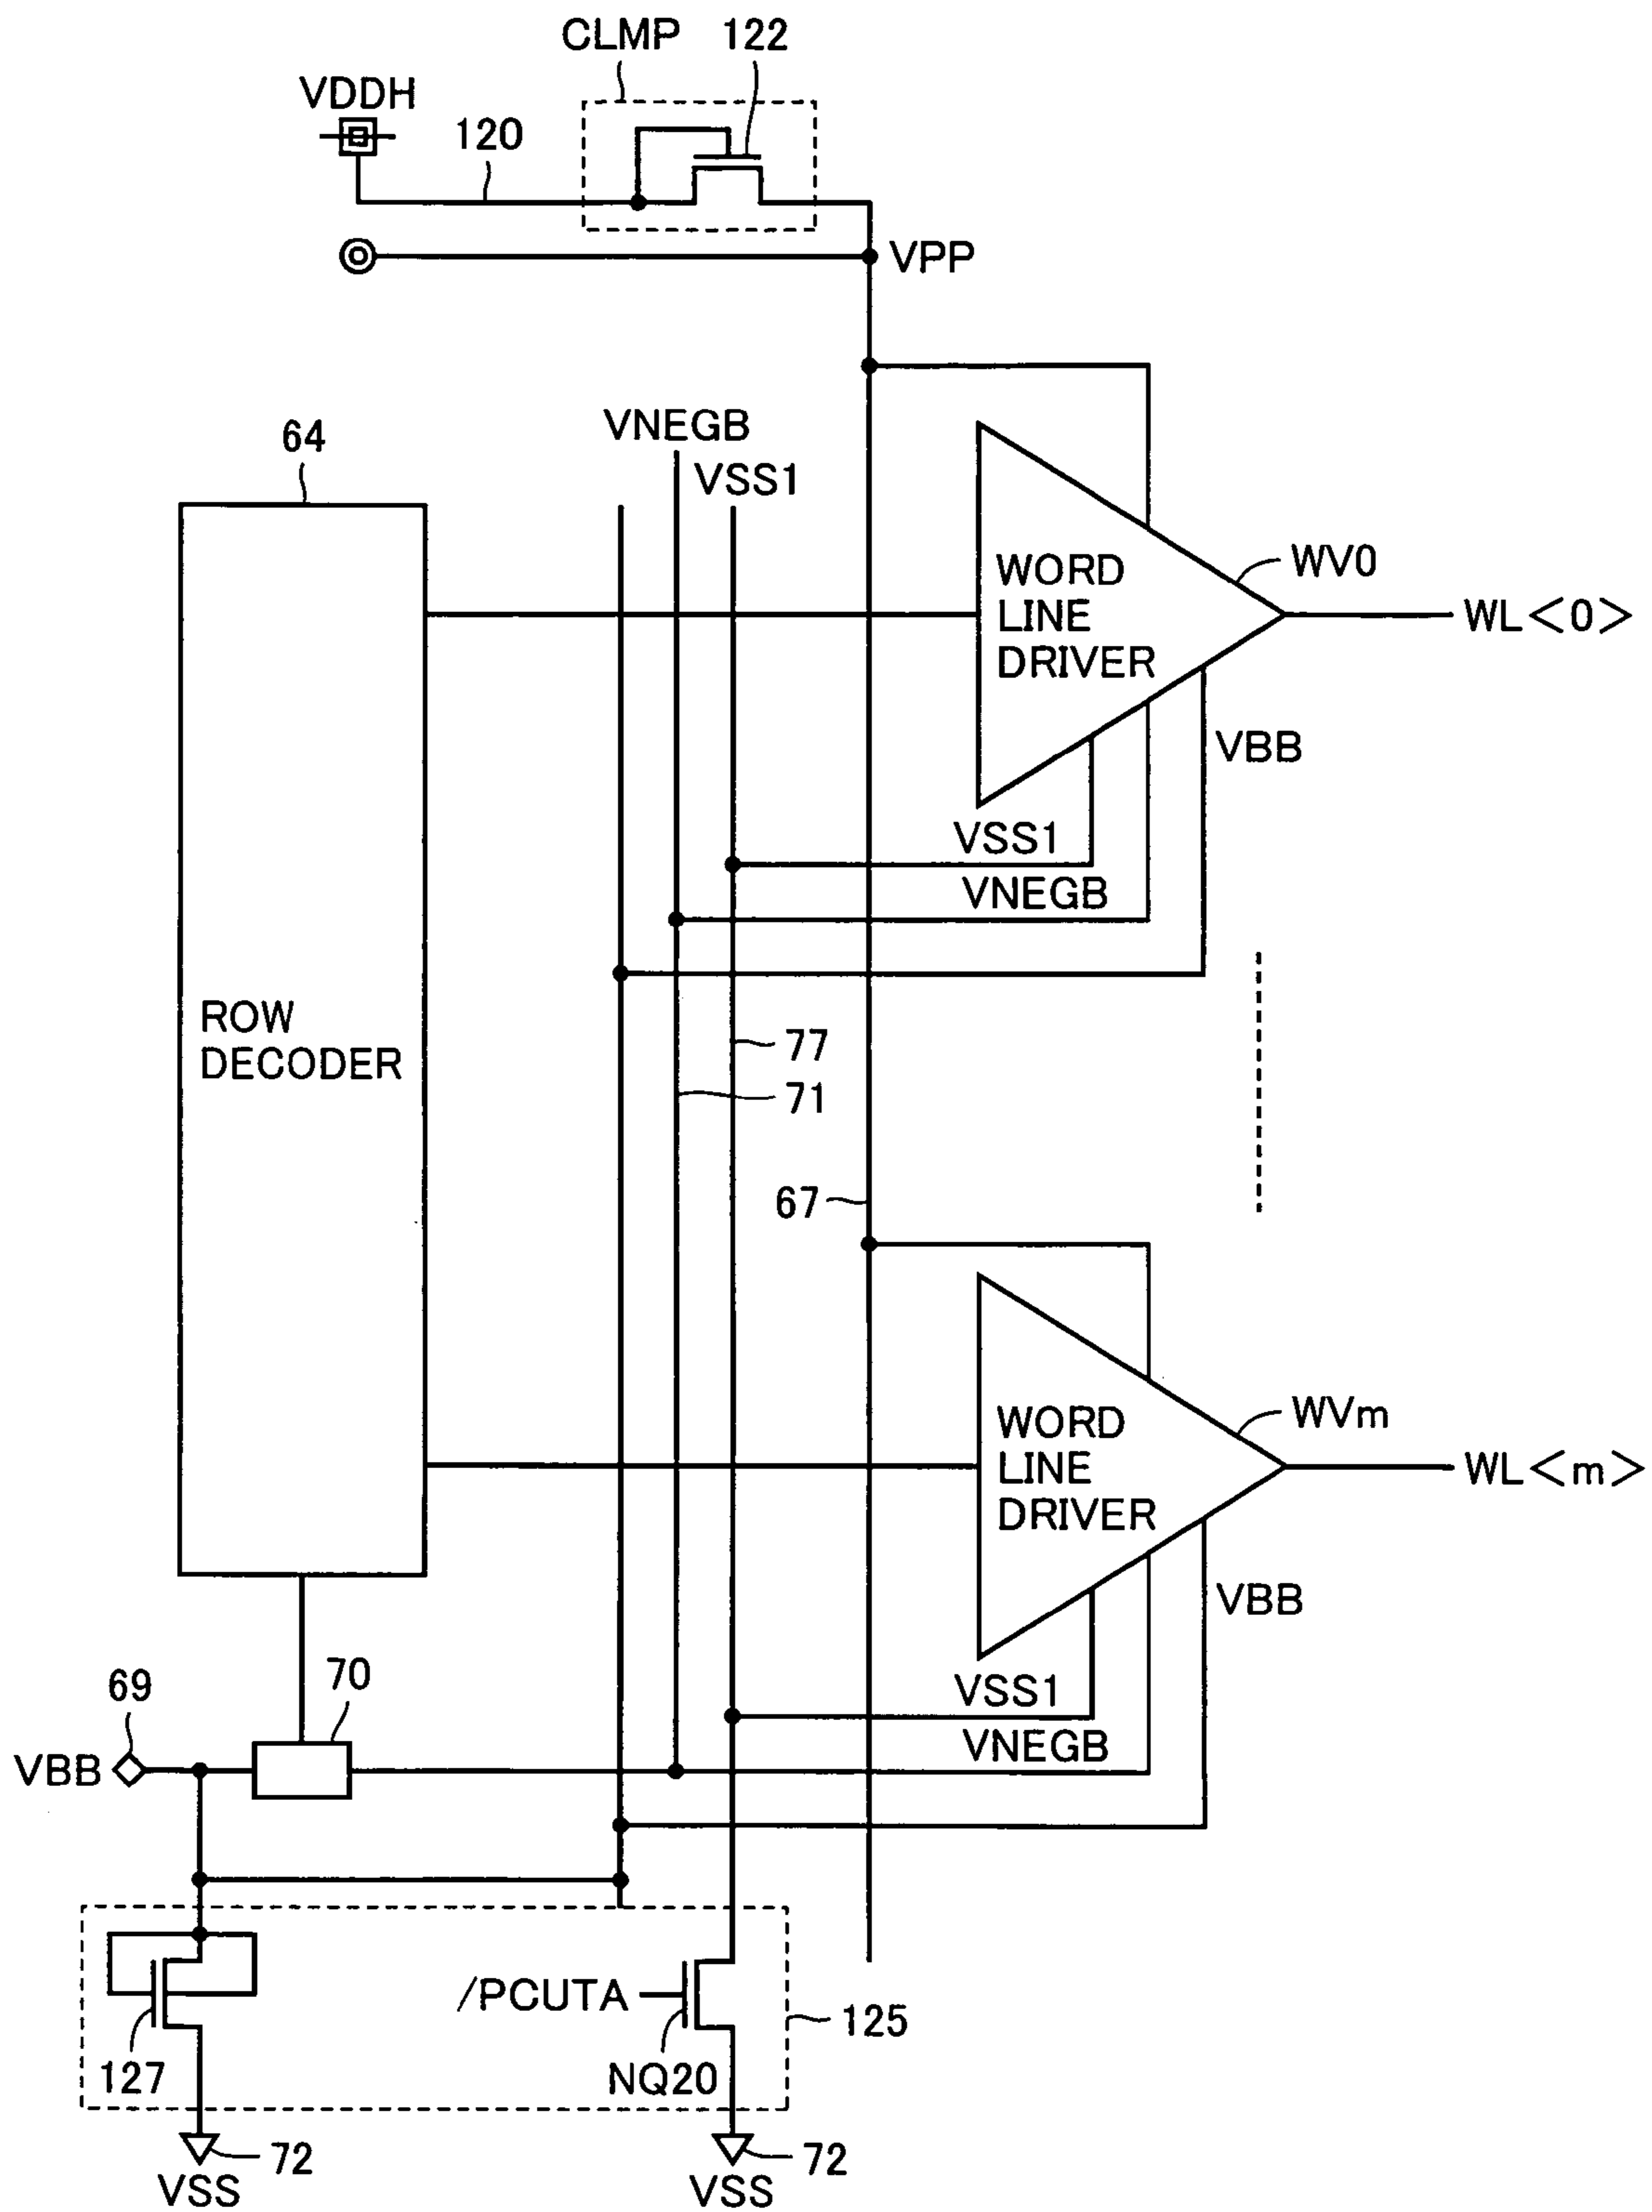 CLMP
122
VDDH
120
VPP
VNEGB
64
VSS1
WORD
LINE
DRIVER
WV0
WL<0>
VBB
VSS1
VNEGB
ROW
DECODER
77
71
67
WORD
LINE
DRIVER
WVm
WL<m>
VBB
69
70
VSS1
VNEGB
VBB
/PCUTA
125
127
NQ20
72
72
VSS
VSS